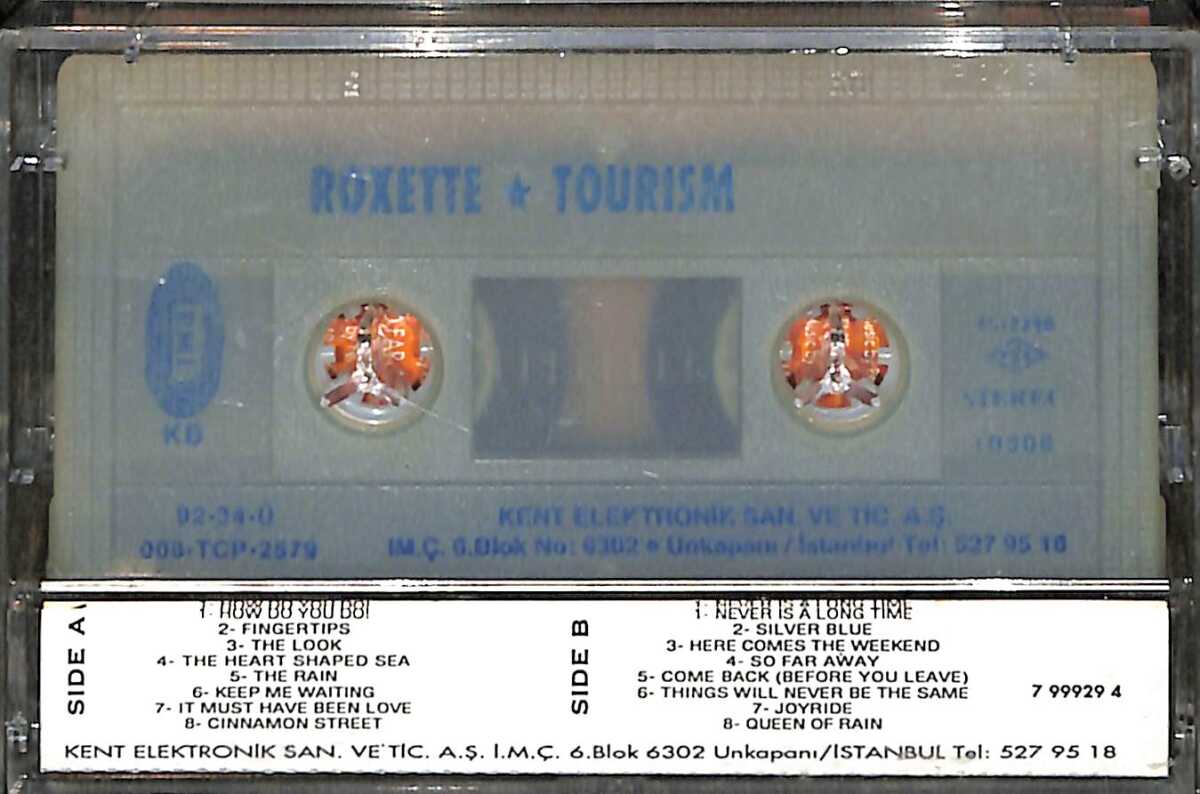 ROXETTE ★ TOURISM
EMI
KB
STEREO
92-34-Ü
008-TCP-2579
KENT ELEKTRONİK SAN. VE TİC. A.Ş.
İM.Ç. 6.Blok No: 6302 • Unkapanı / İstanbul Tel: 527 95 18
SIDE A
1- HOW DO YOU DO!
2- FINGERTIPS
3- THE LOOK
4- THE HEART SHAPED SEA
5- THE RAIN
6- KEEP ME WAITING
7- IT MUST HAVE BEEN LOVE
8- CINNAMON STREET
SIDE B
1- NEVER IS A LONG TIME
2- SILVER BLUE
3- HERE COMES THE WEEKEND
4- SO FAR AWAY
5- COME BACK (BEFORE YOU LEAVE)
6- THINGS WILL NEVER BE THE SAME
7- JOYRIDE
8- QUEEN OF RAIN
7 99929 4
KENT ELEKTRONİK SAN. VE TİC. A.Ş. İ.M.Ç. 6.Blok 6302 Unkapanı/İSTANBUL Tel: 527 95 18